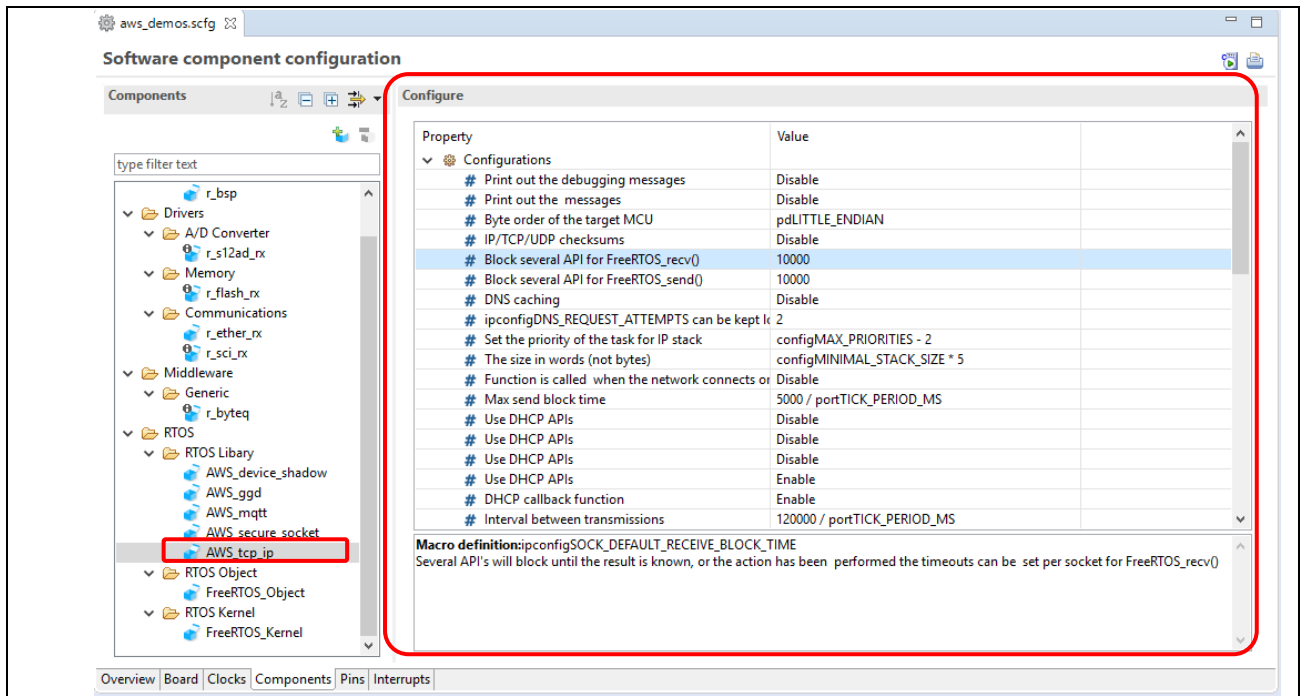 aws_demos.scfg
Software component configuration
Components
type filter text
r_bsp
Drivers
A/D Converter
r_s12ad_rx
Memory
r_flash_rx
Communications
r_ether_rx
r_sci_rx
Middleware
Generic
r_byteq
RTOS
RTOS Libary
AWS_device_shadow
AWS_ggd
AWS_mqtt
AWS_secure_socket
AWS_tcp_ip
RTOS Object
FreeRTOS_Object
RTOS Kernel
FreeRTOS_Kernel
Configure
Property Value
Configurations
# Print out the debugging messages Disable
# Print out the  messages Disable
# Byte order of the target MCU pdLITTLE_ENDIAN
# IP/TCP/UDP checksums Disable
# Block several API for FreeRTOS_recv() 10000
# Block several API for FreeRTOS_send() 10000
# DNS caching Disable
# ipconfigDNS_REQUEST_ATTEMPTS can be kept lo 2
# Set the priority of the task for IP stack configMAX_PRIORITIES - 2
# The size in words (not bytes) configMINIMAL_STACK_SIZE * 5
# Function is called  when the network connects or Disable
# Max send block time 5000 / portTICK_PERIOD_MS
# Use DHCP APIs Disable
# Use DHCP APIs Disable
# Use DHCP APIs Disable
# Use DHCP APIs Enable
# DHCP callback function Enable
# Interval between transmissions 120000 / portTICK_PERIOD_MS
Macro definition:ipconfigSOCK_DEFAULT_RECEIVE_BLOCK_TIME
Several API's will block until the result is known, or the action has been  performed the timeouts can be  set per socket for FreeRTOS_recv()
Overview Board Clocks Components Pins Interrupts